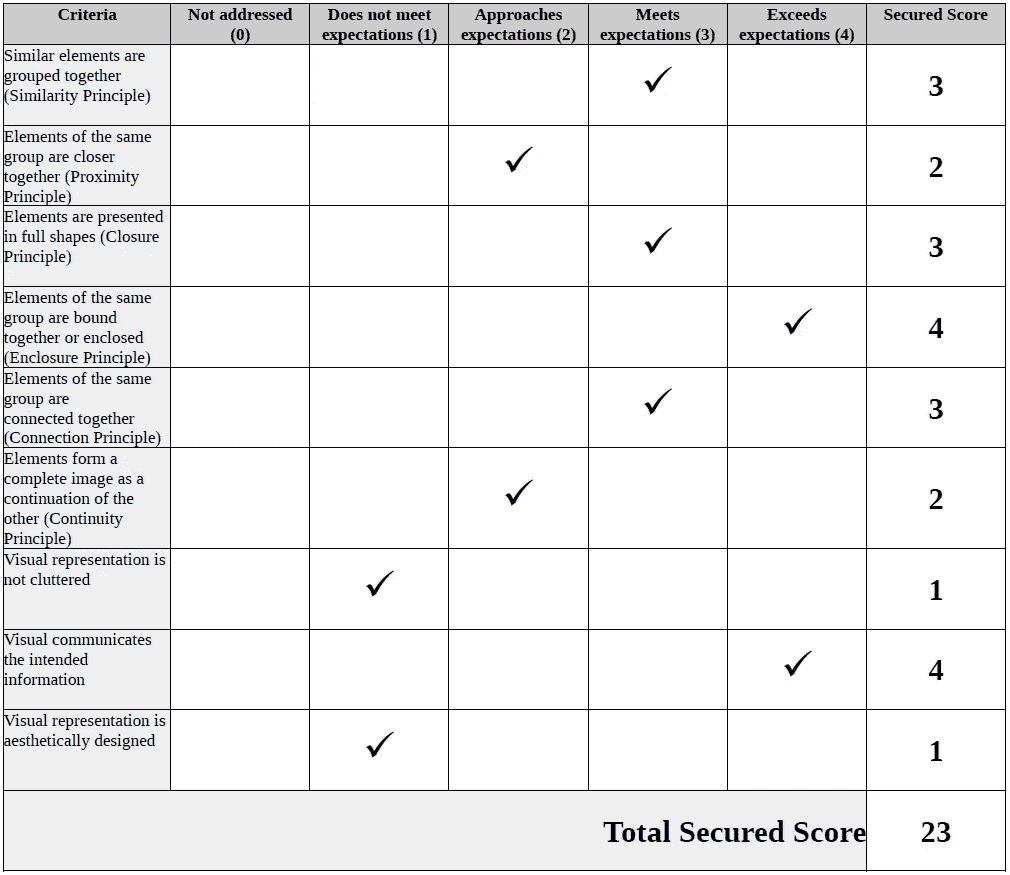 Criteria
Not addressed
(0)
Does not meet
expectations (1)
Approaches
expectations (2)
Meets
expectations (3)
Exceeds
expectations (4)
Secured Score
Similar elements are
grouped together
(Similarity Principle)
✓
3
Elements of the same
group are closer
together (Proximity
Principle)
✓
2
Elements are presented
in full shapes (Closure
Principle)
✓
3
Elements of the same
group are bound
together or enclosed
(Enclosure Principle)
✓
4
Elements of the same
group are
connected together
(Connection Principle)
✓
3
Elements form a
complete image as a
continuation of the
other (Continuity
Principle)
✓
2
Visual representation is
not cluttered
✓
1
Visual communicates
the intended
information
✓
4
Visual representation is
aesthetically designed
✓
1
Total Secured Score
23